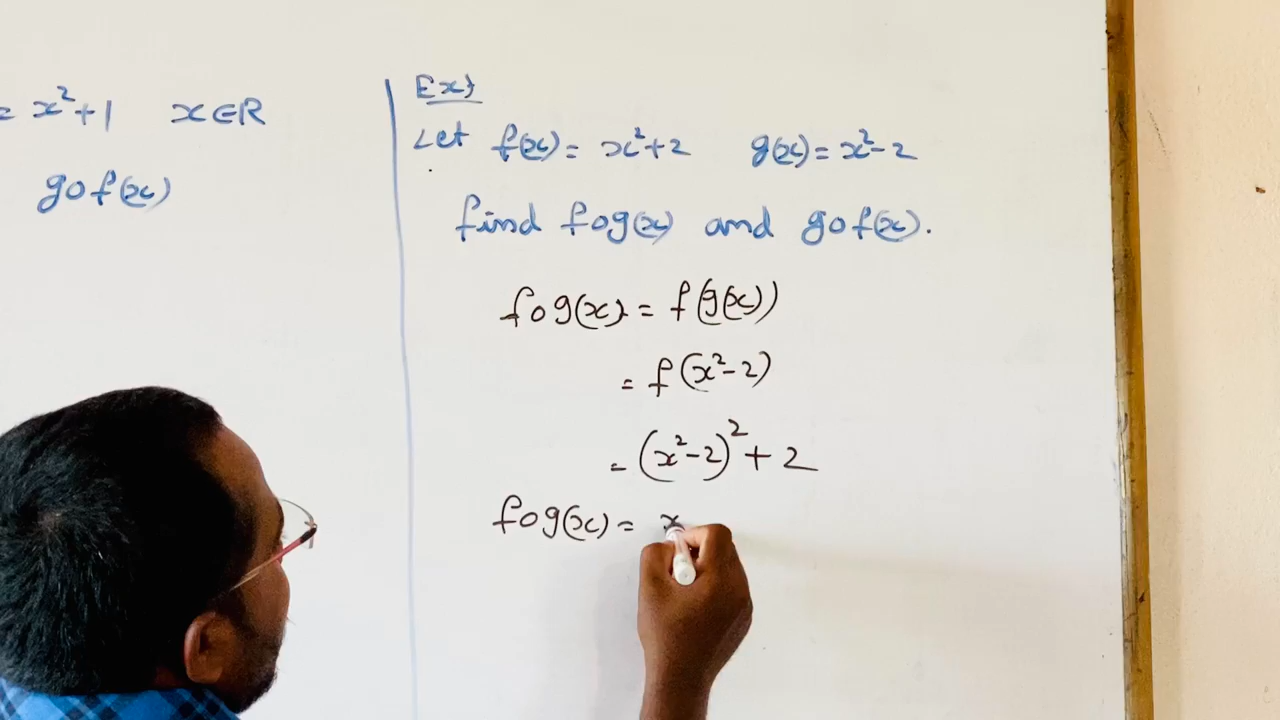 = x²+1 x∈R
gof(x)
Ex}
Let f(x) = x²+2 g(x) = x²-2
find fog(x) and gof(x).
fog(x) = f(g(x))
= f(x²-2)
= (x²-2)²+2
fog(x) = x